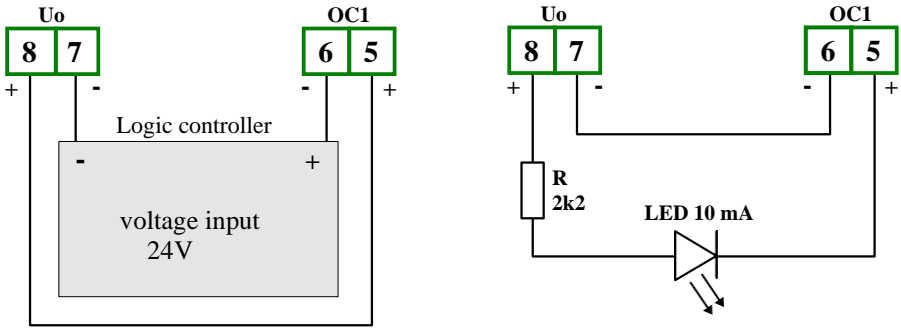 Uo
OC1
8 7
6 5
+ -
- +
Logic controller
- +
voltage input
24V
Uo
OC1
8 7
6 5
+ -
- +
R
2k2
LED 10 mA